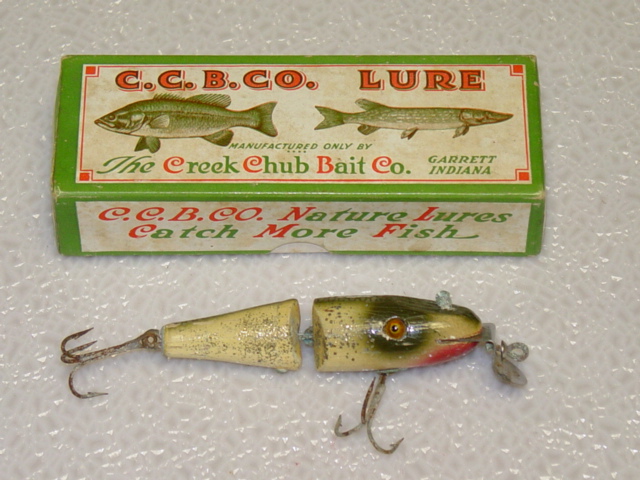 C.C.B.CO. LURE
MANUFACTURED ONLY BY
The Creek Chub Bait Co. GARRETT INDIANA
C.C.B.CO. Nature Lures
Catch More Fish